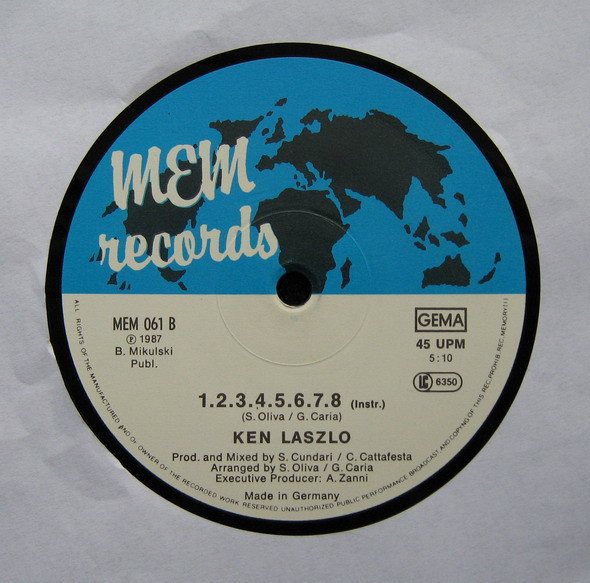 MEM
records
MEM 061 B
Ⓟ 1987
B. Mikulski
Publ.
GEMA
45 UPM
5:10
LC 6350
1.2.3.4.5.6.7.8 (Instr.)
(S. Oliva / G. Caria)
KEN LASZLO
Prod. and Mixed by S. Cundari / C. Cattafesta
Arranged by S. Oliva / G. Caria
Executive Producer: A. Zanni
Made in Germany
ALL RIGHTS OF THE MANUFACTURED AND OF OWNER OF THE RECORDED WORK RESERVED UNAUTHORIZED PUBLIC PERFORMANCE BROADCAST AND COPYING OF THIS REC. PROHIB. REC. MEMORY (I)